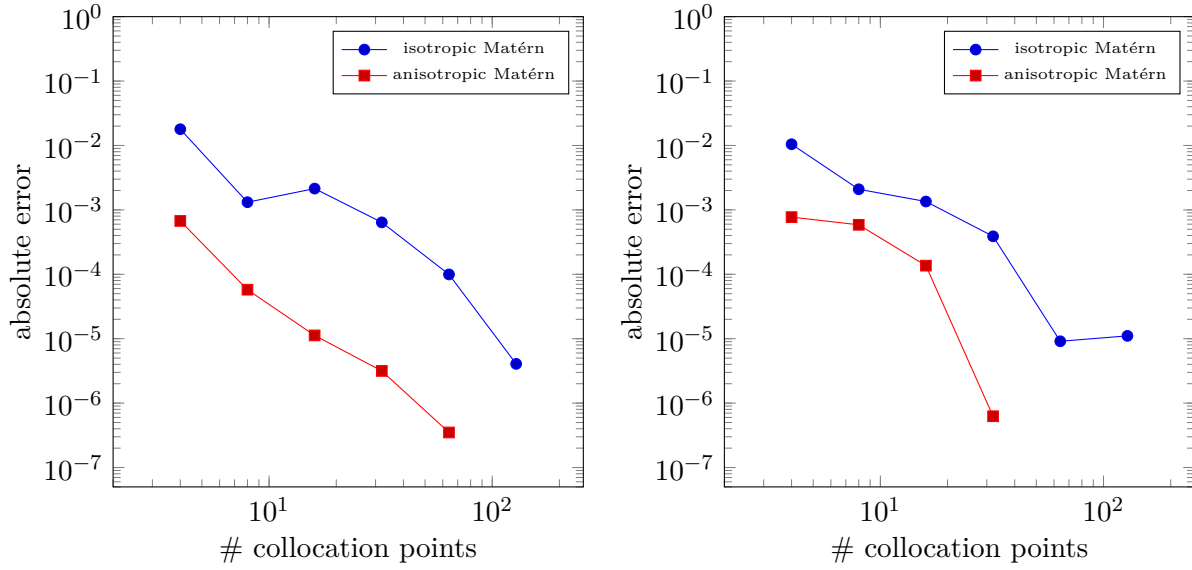 10^0
10^−1
10^−2
10^−3
10^−4
10^−5
10^−6
10^−7
absolute error
isotropic Matérn
anisotropic Matérn
10^1
10^2
# collocation points
10^0
10^−1
10^−2
10^−3
10^−4
10^−5
10^−6
10^−7
absolute error
isotropic Matérn
anisotropic Matérn
10^1
10^2
# collocation points